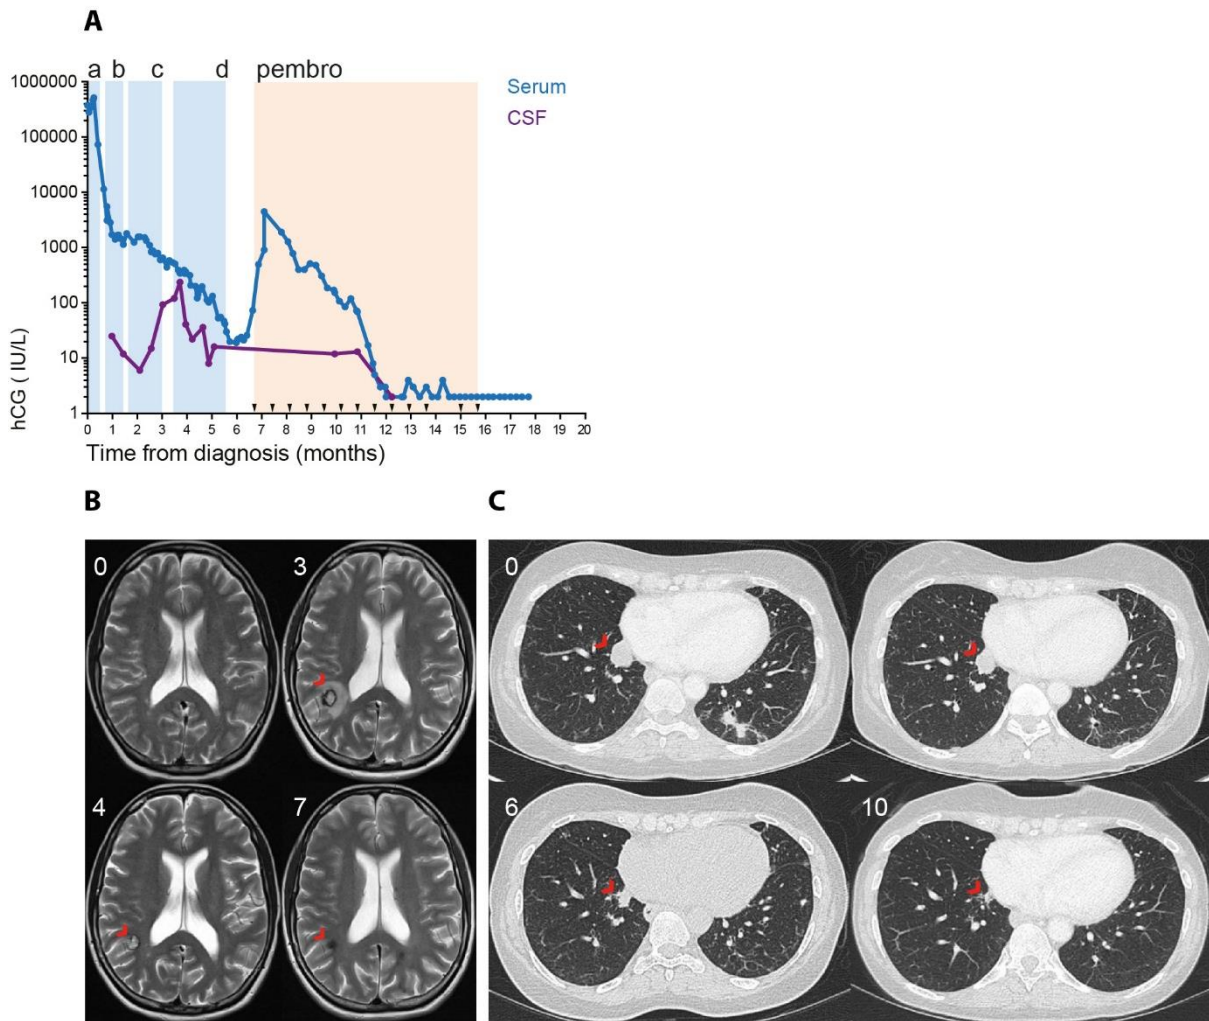 A
a b c d pembro
Serum
CSF
1000000
100000
10000
1000
100
10
1
hCG ( IU/L)
0 1 2 3 4 5 6 7 8 9 10 11 12 13 14 15 16 17 18 19 20
Time from diagnosis (months)
B
C
0 3
4 7
0
6 10